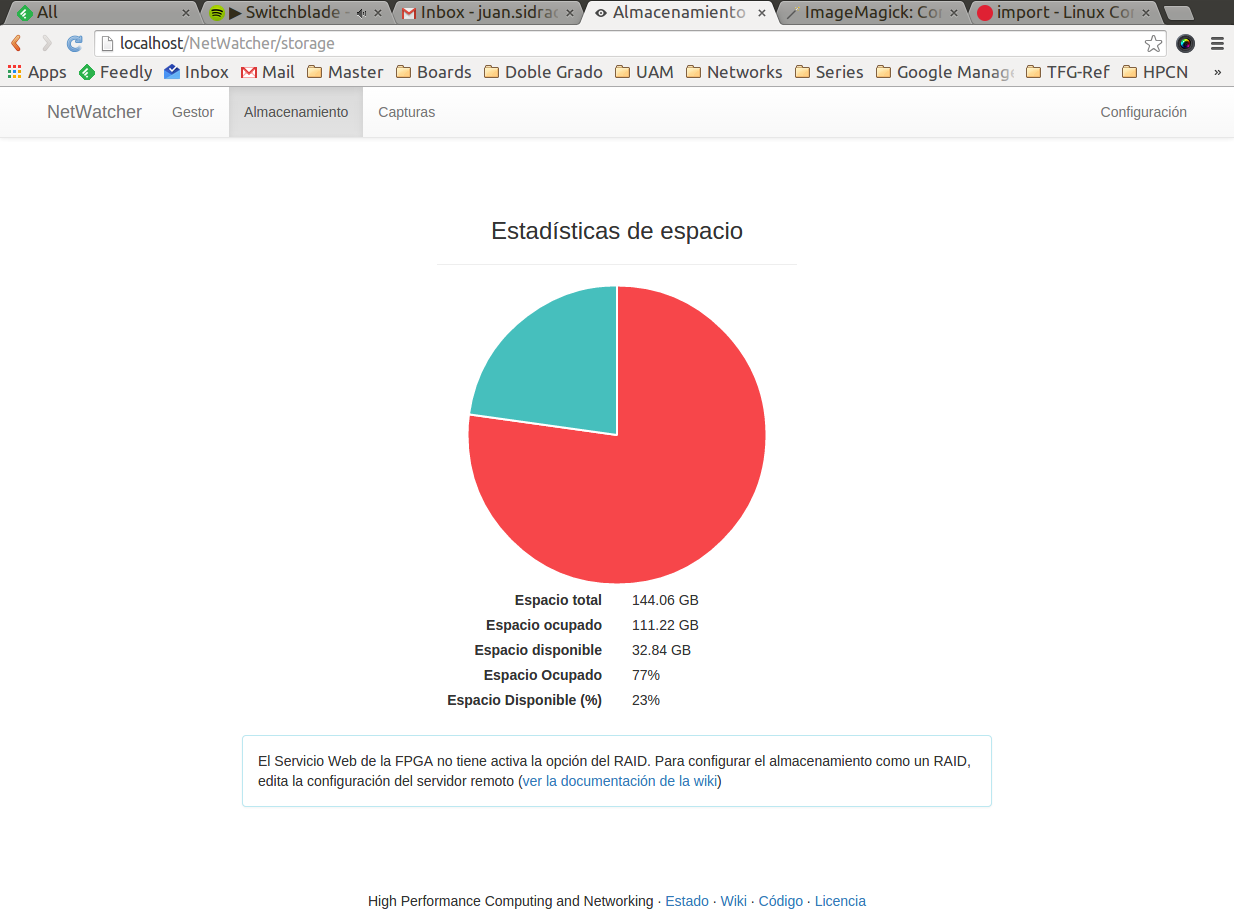 All
▶ Switchblade -
Inbox - juan.sidrac
Almacenamiento
ImageMagick: Co
import - Linux Co
localhost/NetWatcher/storage
Apps Feedly Inbox Mail Master Boards Doble Grado UAM Networks Series Google Manage TFG-Ref HPCN »
NetWatcher Gestor Almacenamiento Capturas Configuración
Estadísticas de espacio
Espacio total 144.06 GB
Espacio ocupado 111.22 GB
Espacio disponible 32.84 GB
Espacio Ocupado 77%
Espacio Disponible (%) 23%
El Servicio Web de la FPGA no tiene activa la opción del RAID. Para configurar el almacenamiento como un RAID,
edita la configuración del servidor remoto (ver la documentación de la wiki)
High Performance Computing and Networking · Estado · Wiki · Código · Licencia